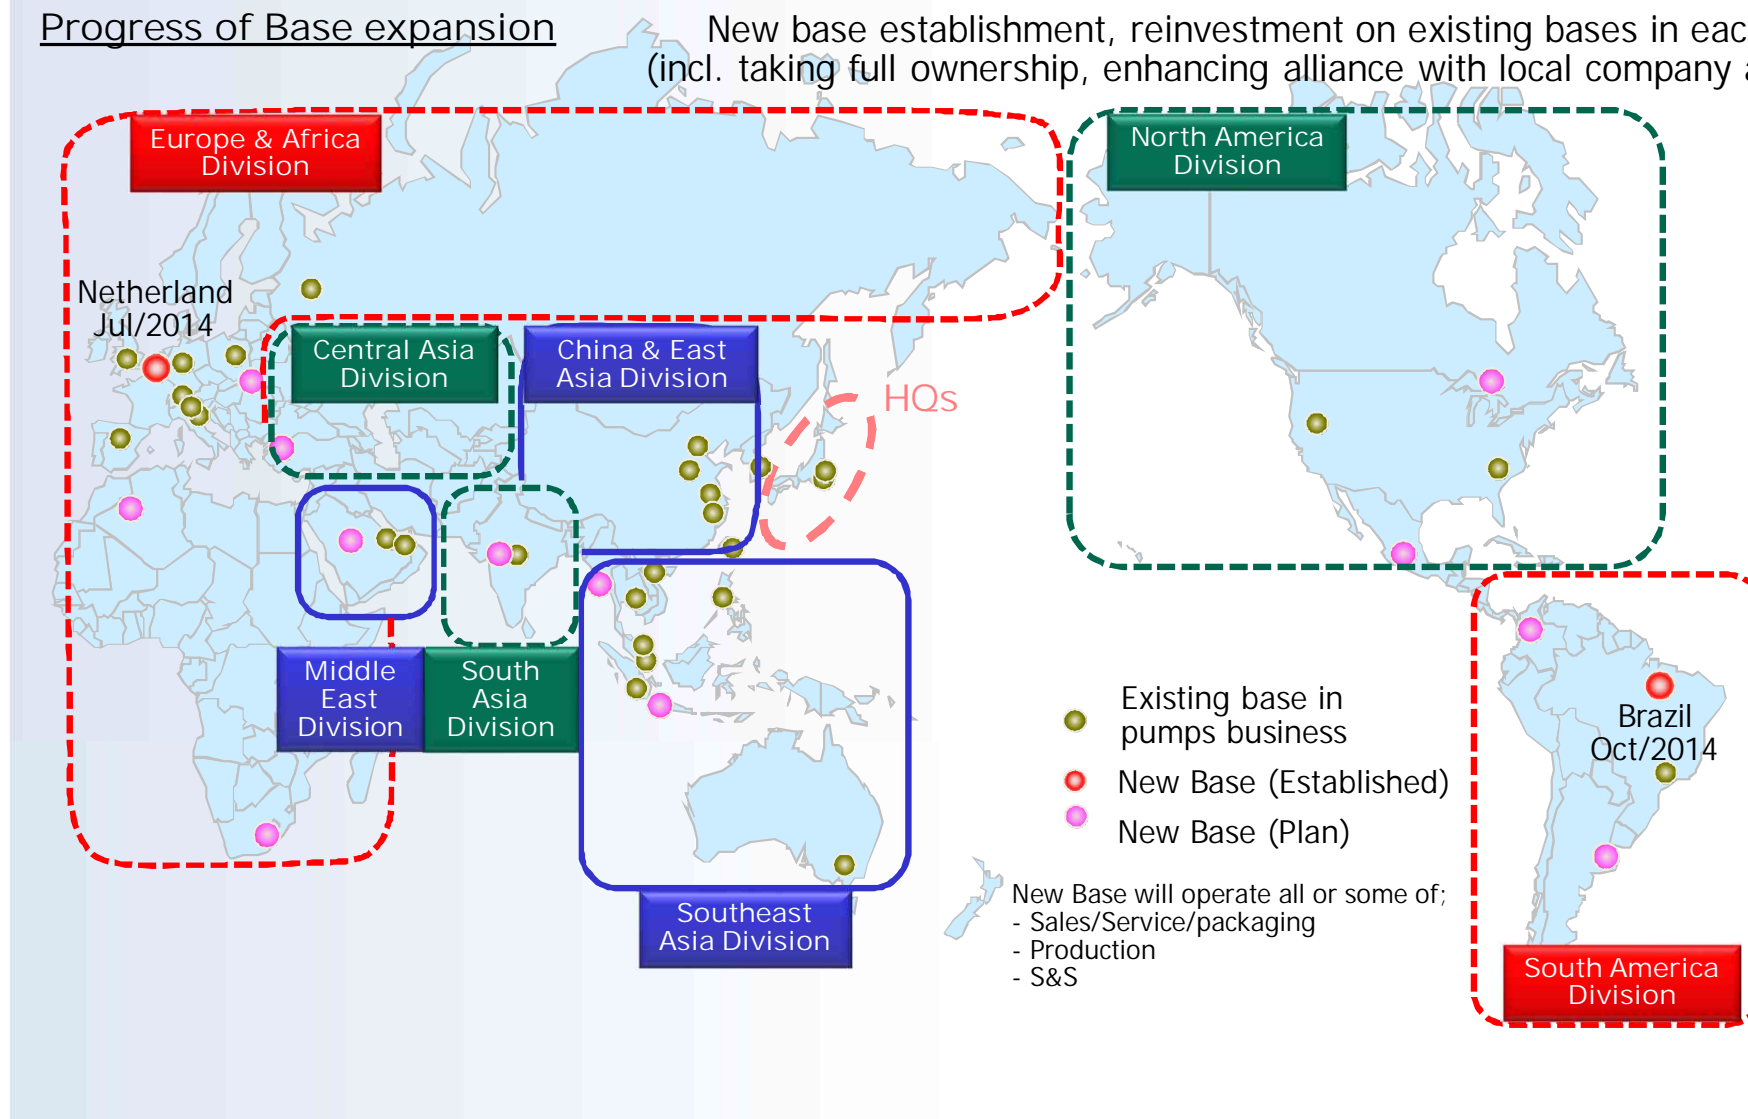 Progress of Base expansion
New base establishment, reinvestment on existing bases in eac
(incl. taking full ownership, enhancing alliance with local company a
Europe & Africa
Division
North America
Division
Netherland
Jul/2014
Central Asia
Division
China & East
Asia Division
HQs
Middle
East
Division
South
Asia
Division
Existing base in
pumps business
New Base (Established)
New Base (Plan)
Brazil
Oct/2014
New Base will operate all or some of;
- Sales/Service/packaging
- Production
- S&S
Southeast
Asia Division
South America
Division